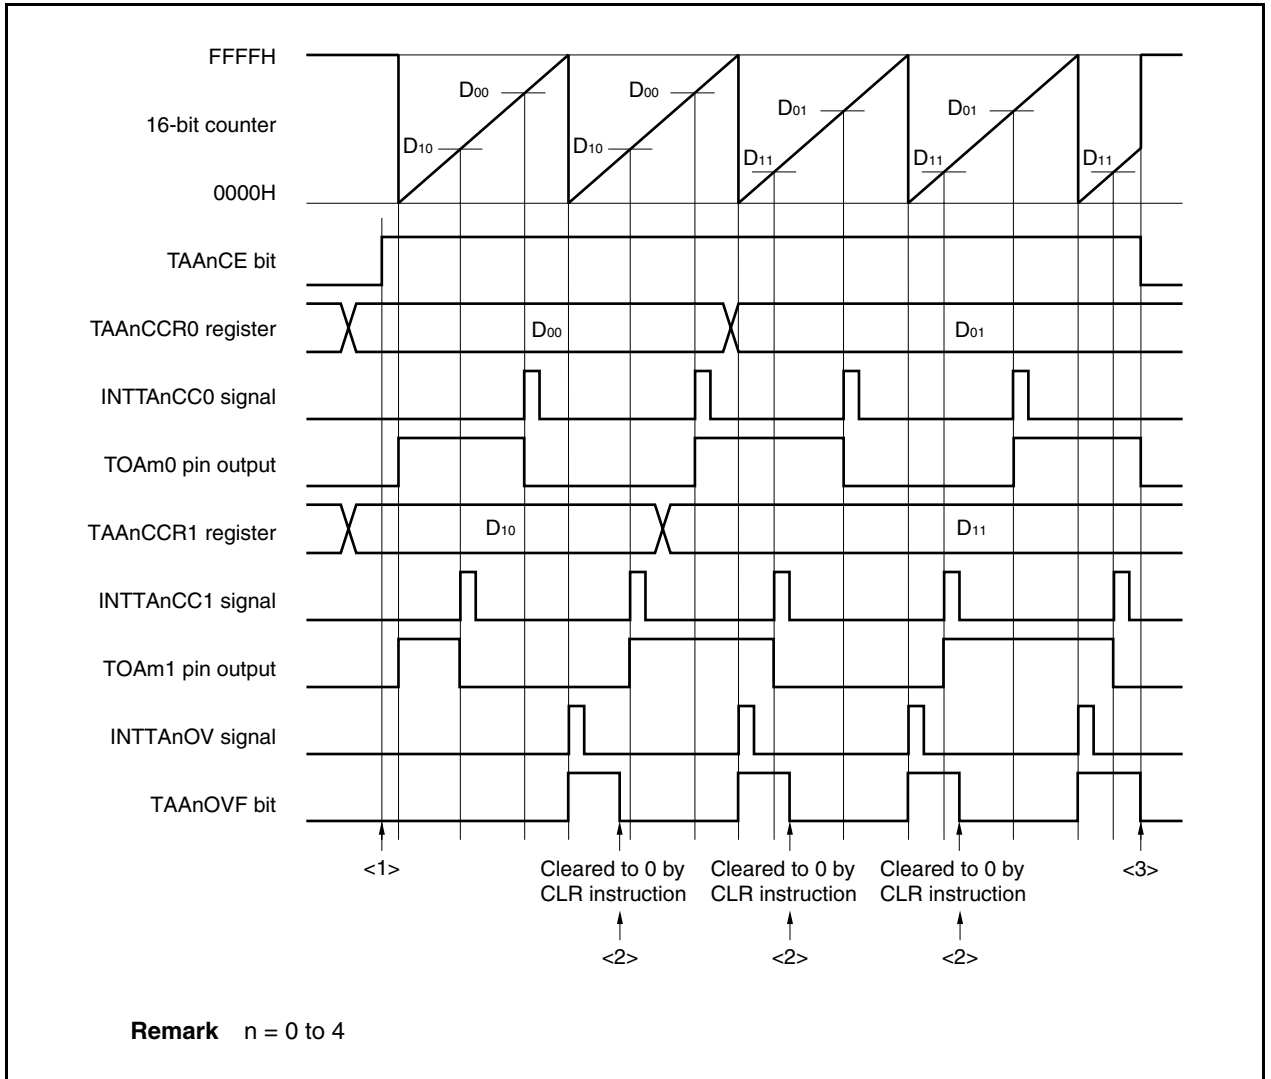 FFFFH
D00
D00
D01
D01
16-bit counter
D10
D10
D11
D11
D11
0000H
TAAnCE bit
TAAnCCR0 register
D00
D01
INTTAnCC0 signal
TOAm0 pin output
TAAnCCR1 register
D10
D11
INTTAnCC1 signal
TOAm1 pin output
INTTAnOV signal
TAAnOVF bit
<1>
Cleared to 0 by
CLR instruction
Cleared to 0 by
CLR instruction
Cleared to 0 by
CLR instruction
<3>
<2>
<2>
<2>
Remark n = 0 to 4